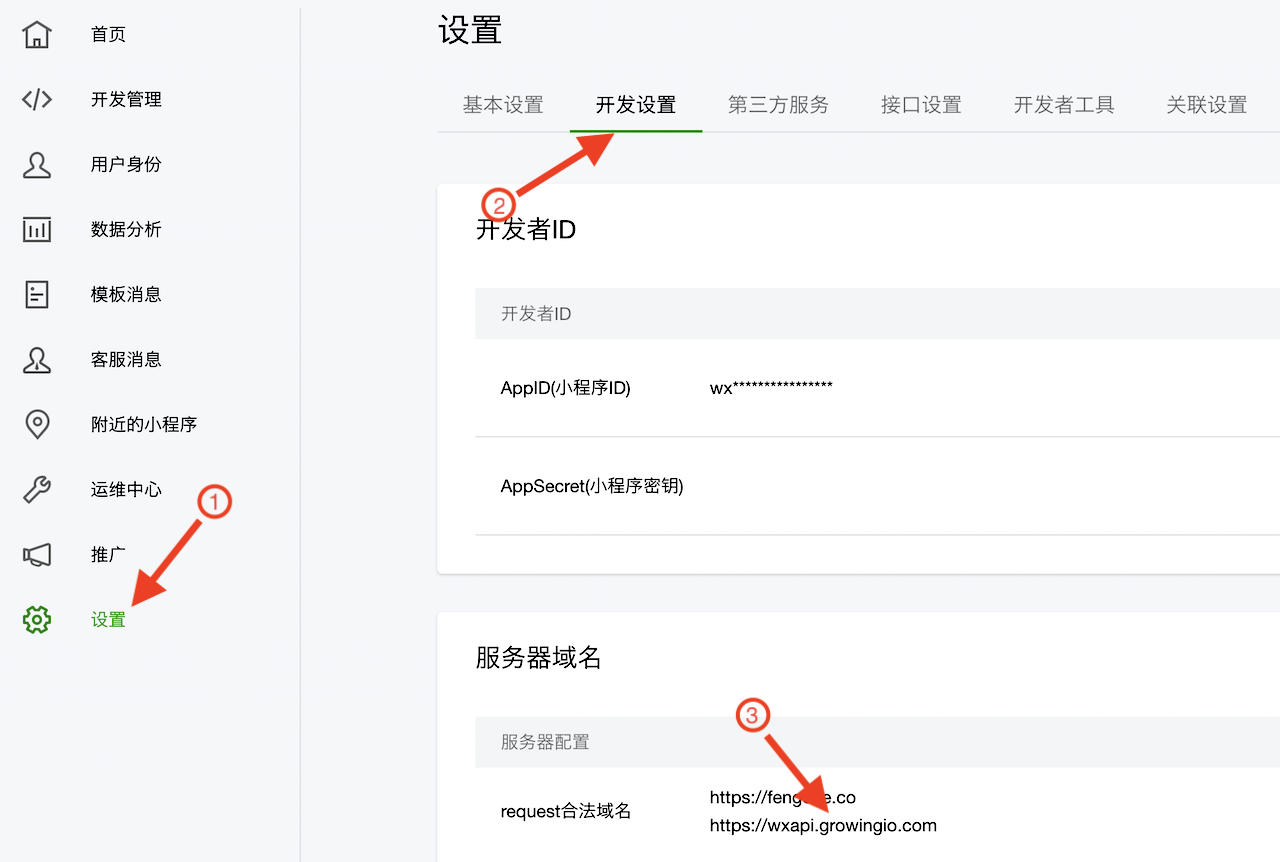 首页
开发管理
用户身份
数据分析
模板消息
客服消息
附近的小程序
运维中心
推广
设置
①
设置
基本设置 开发设置 第三方服务 接口设置 开发者工具 关联设置
②
开发者ID
开发者ID
AppID(小程序ID) wx****************
AppSecret(小程序密钥)
服务器域名
③
服务器配置
request合法域名
https://wxapi.growingio.com